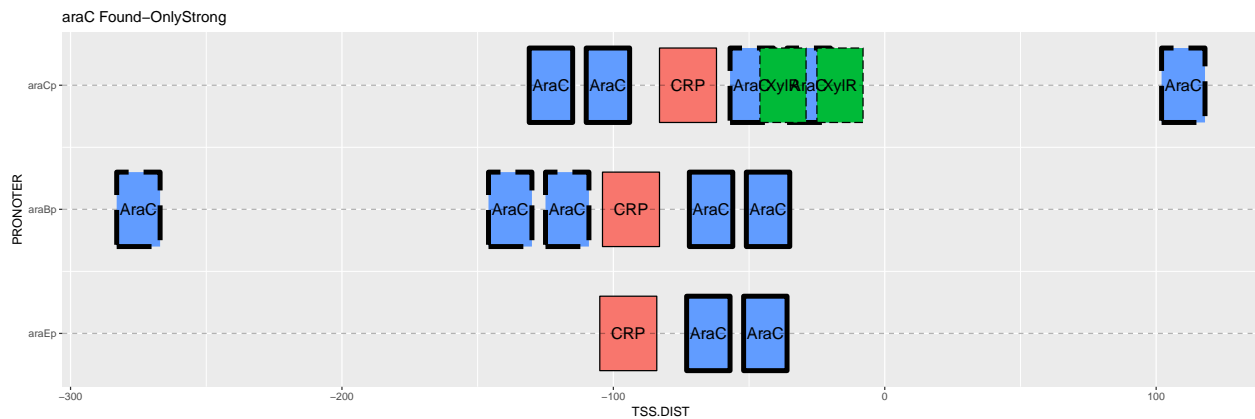 araC Found−OnlyStrong
PRONOTER
araCp
AraC AraC CRP AraC XylR AraC XylR AraC
araBp
AraC AraC AraC CRP AraC AraC
araEp
CRP AraC AraC
−300 −200 −100 0 100
TSS.DIST